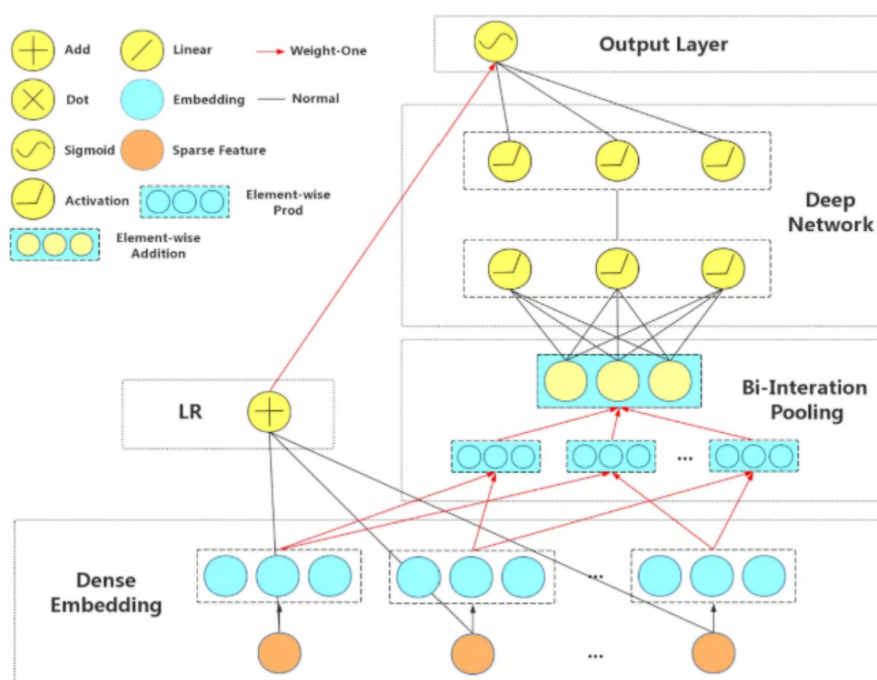 Add
Linear
Weight-One
Dot
Embedding
Normal
Sigmoid
Sparse Feature
Activation
Element-wise
Prod
Element-wise
Addition
Output Layer
Deep
Network
LR
Bi-Interation
Pooling
...
Dense
Embedding
...
...